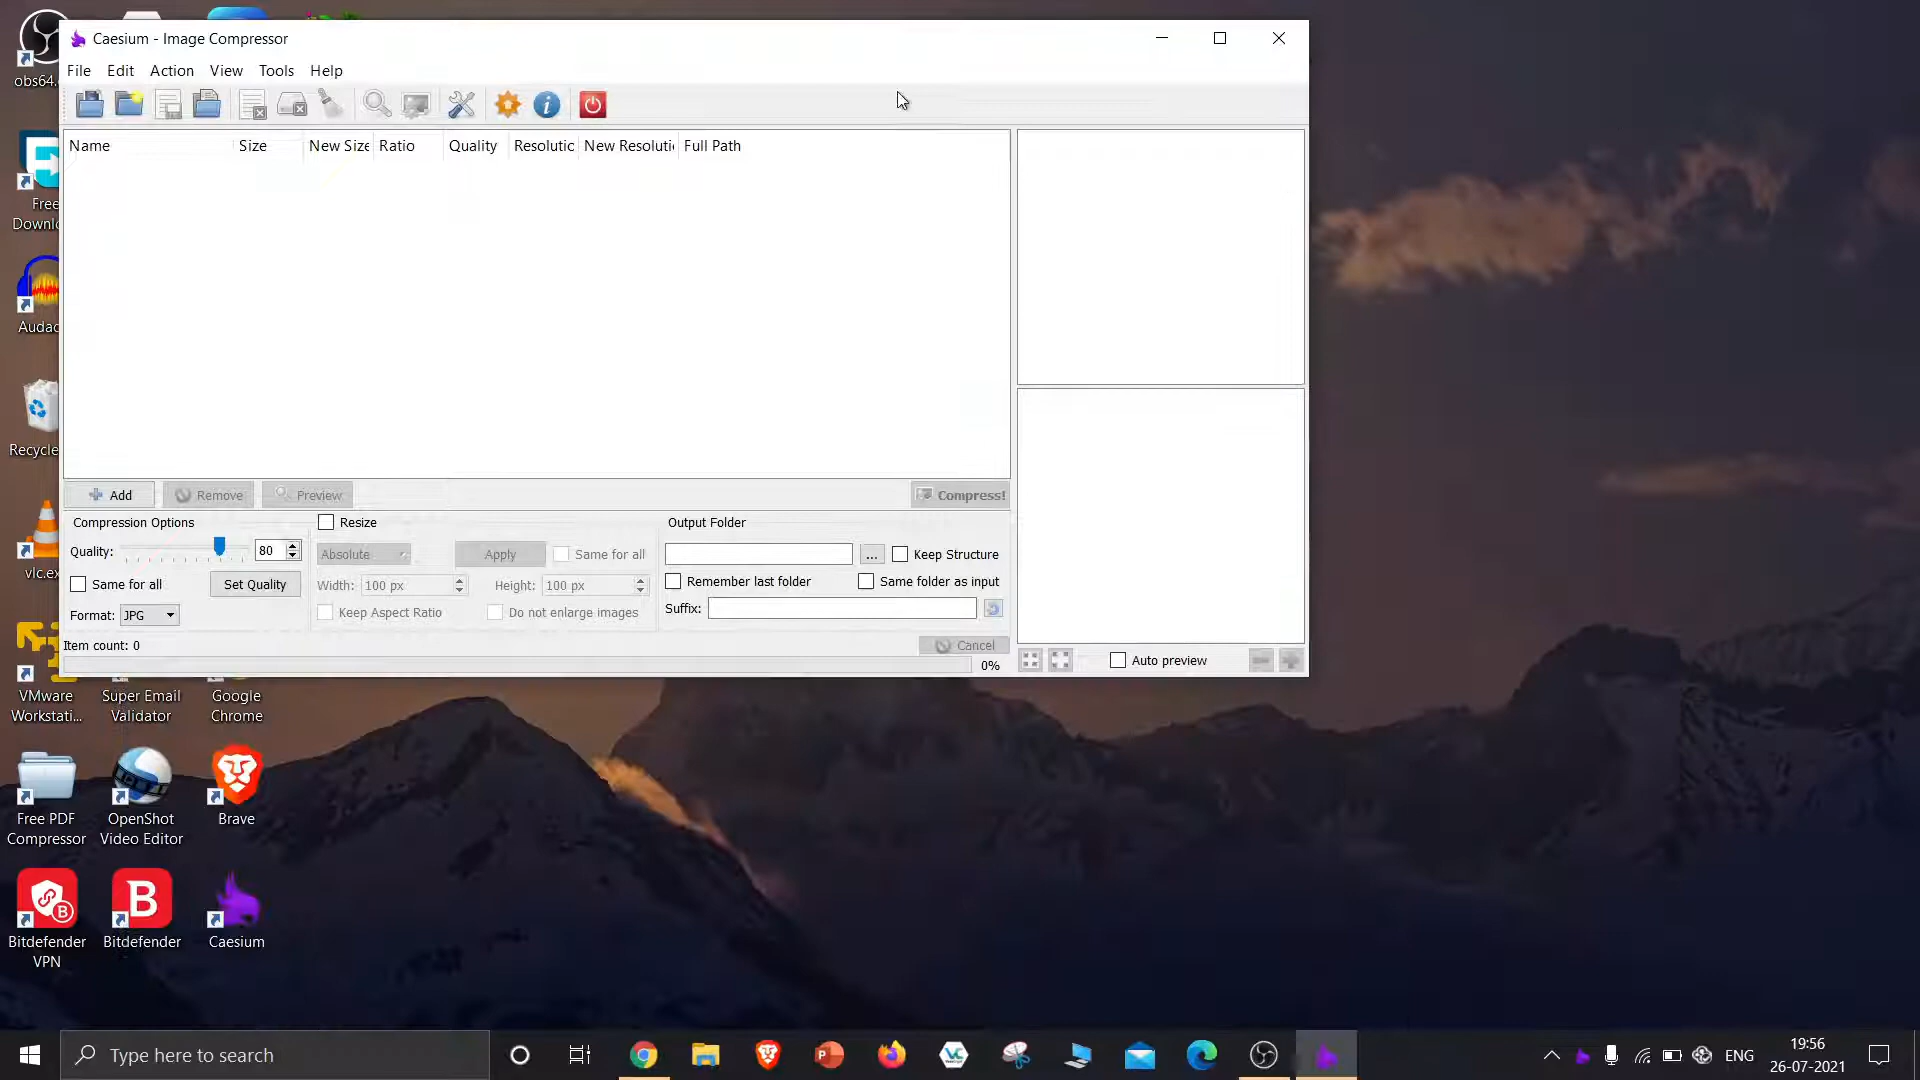 Caesium - Image Compressor
File Edit Action View Tools Help
Name Size New Size Ratio Quality Resolutic New Resoluti Full Path
Add Remove Preview Compress!
Compression Options
Quality: 80
Same for all Set Quality
Format: JPG
Resize
Absolute Apply Same for all
Width: 100 px Height: 100 px
Keep Aspect Ratio Do not enlarge images
Output Folder
... Keep Structure
Remember last folder Same folder as input
Suffix:
Item count: 0 Cancel
0%
Auto preview
obs64.
Free
Downlo
Audac
Recycle
vlc.ex
VMware
Workstati...
Super Email
Validator
Google
Chrome
Free PDF
Compressor
OpenShot
Video Editor
Brave
Bitdefender
VPN
Bitdefender
Caesium
Type here to search
ENG
19:56
26-07-2021